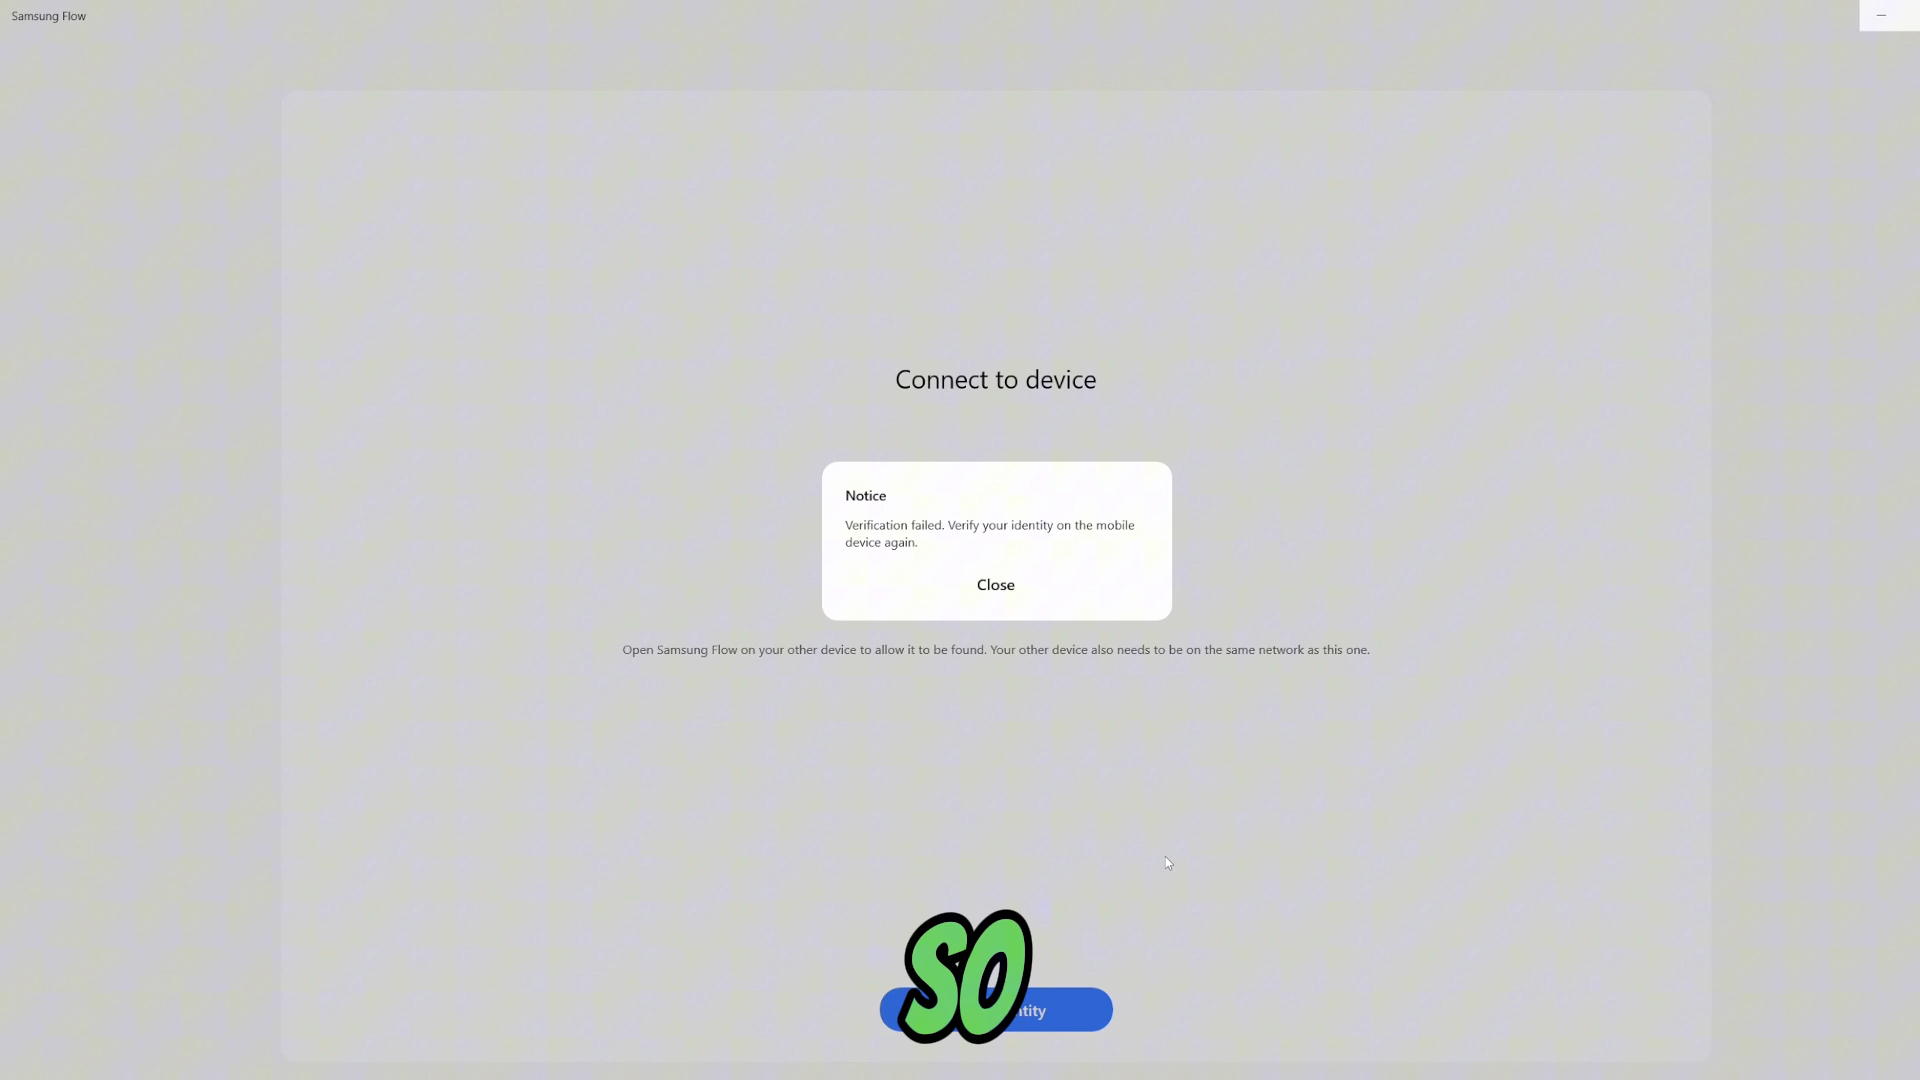 Samsung Flow
Connect to device
Notice
Verification failed. Verify your identity on the mobile
device again.
Close
Open Samsung Flow on your other device to allow it to be found. Your other device also needs to be on the same network as this one.
SO